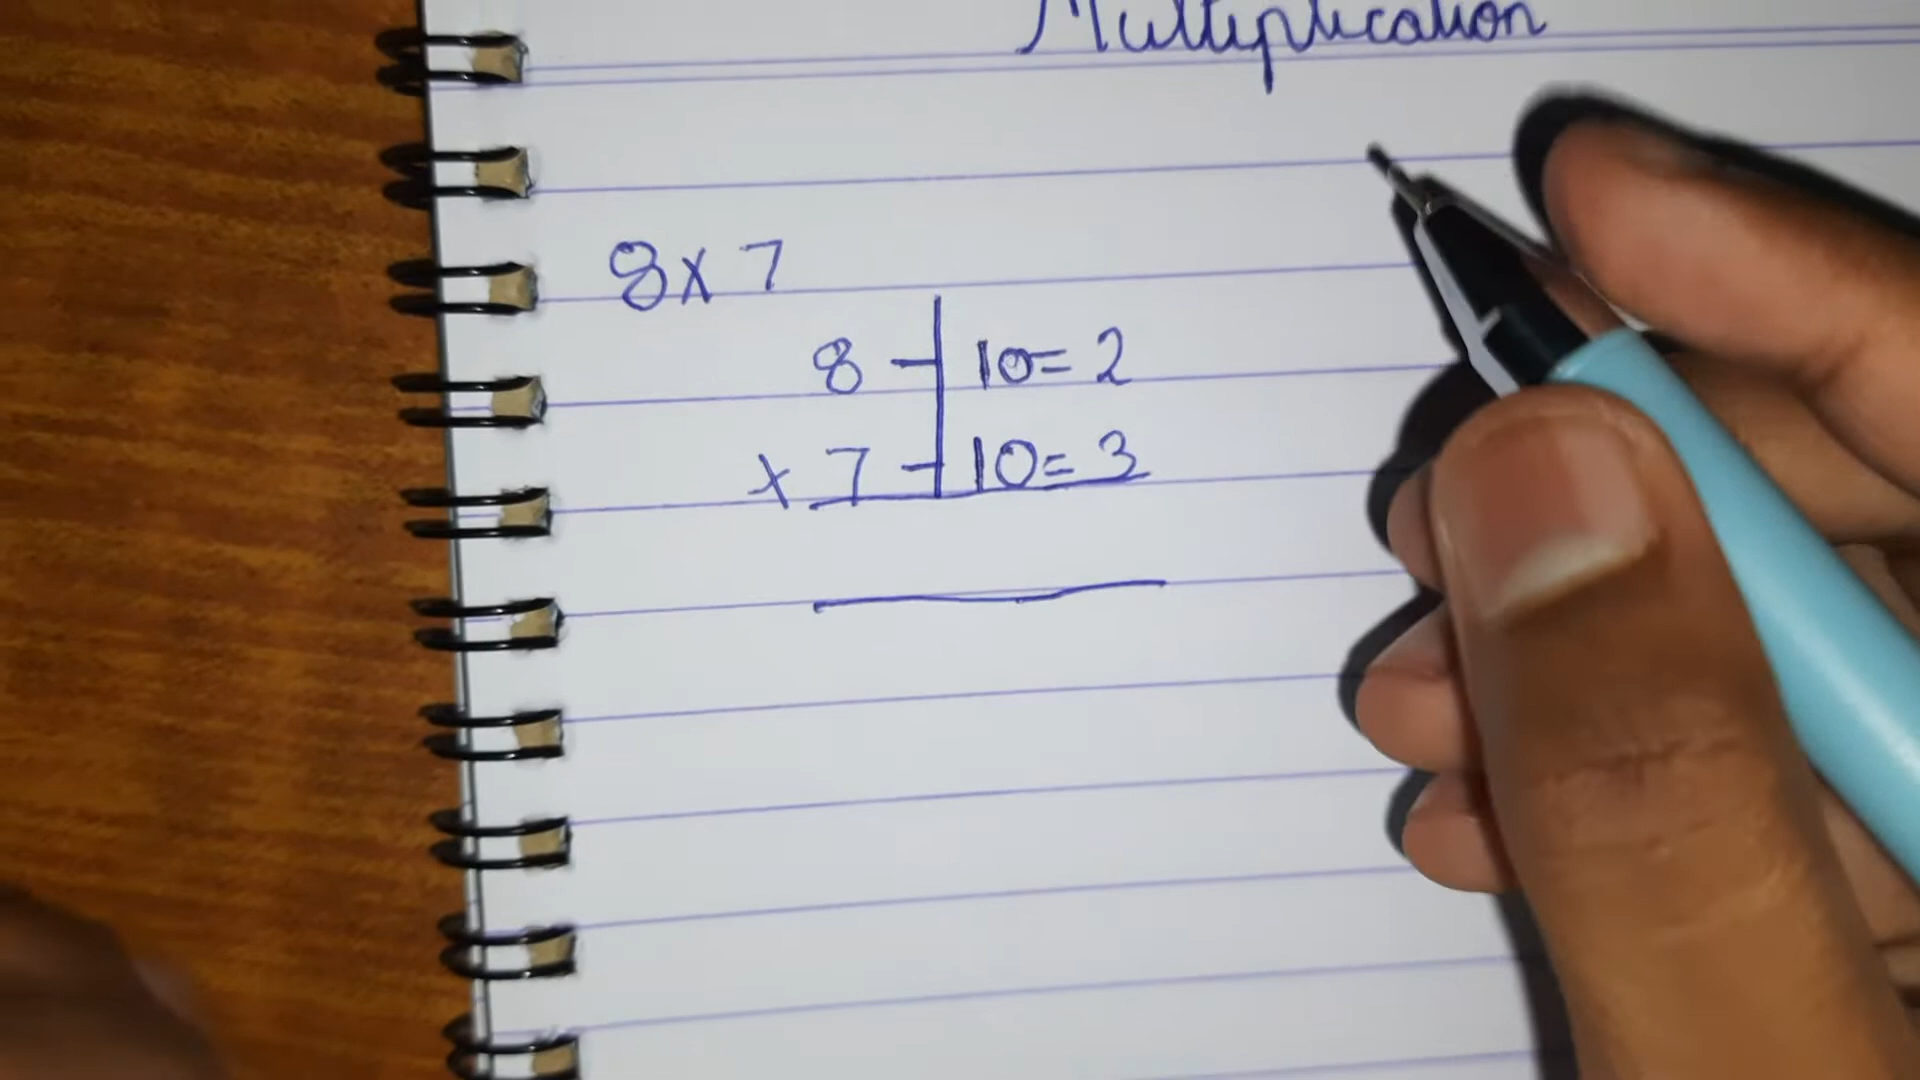 Multiplication
8 x 7
8 - 10 = 2
x 7 - 10 = 3